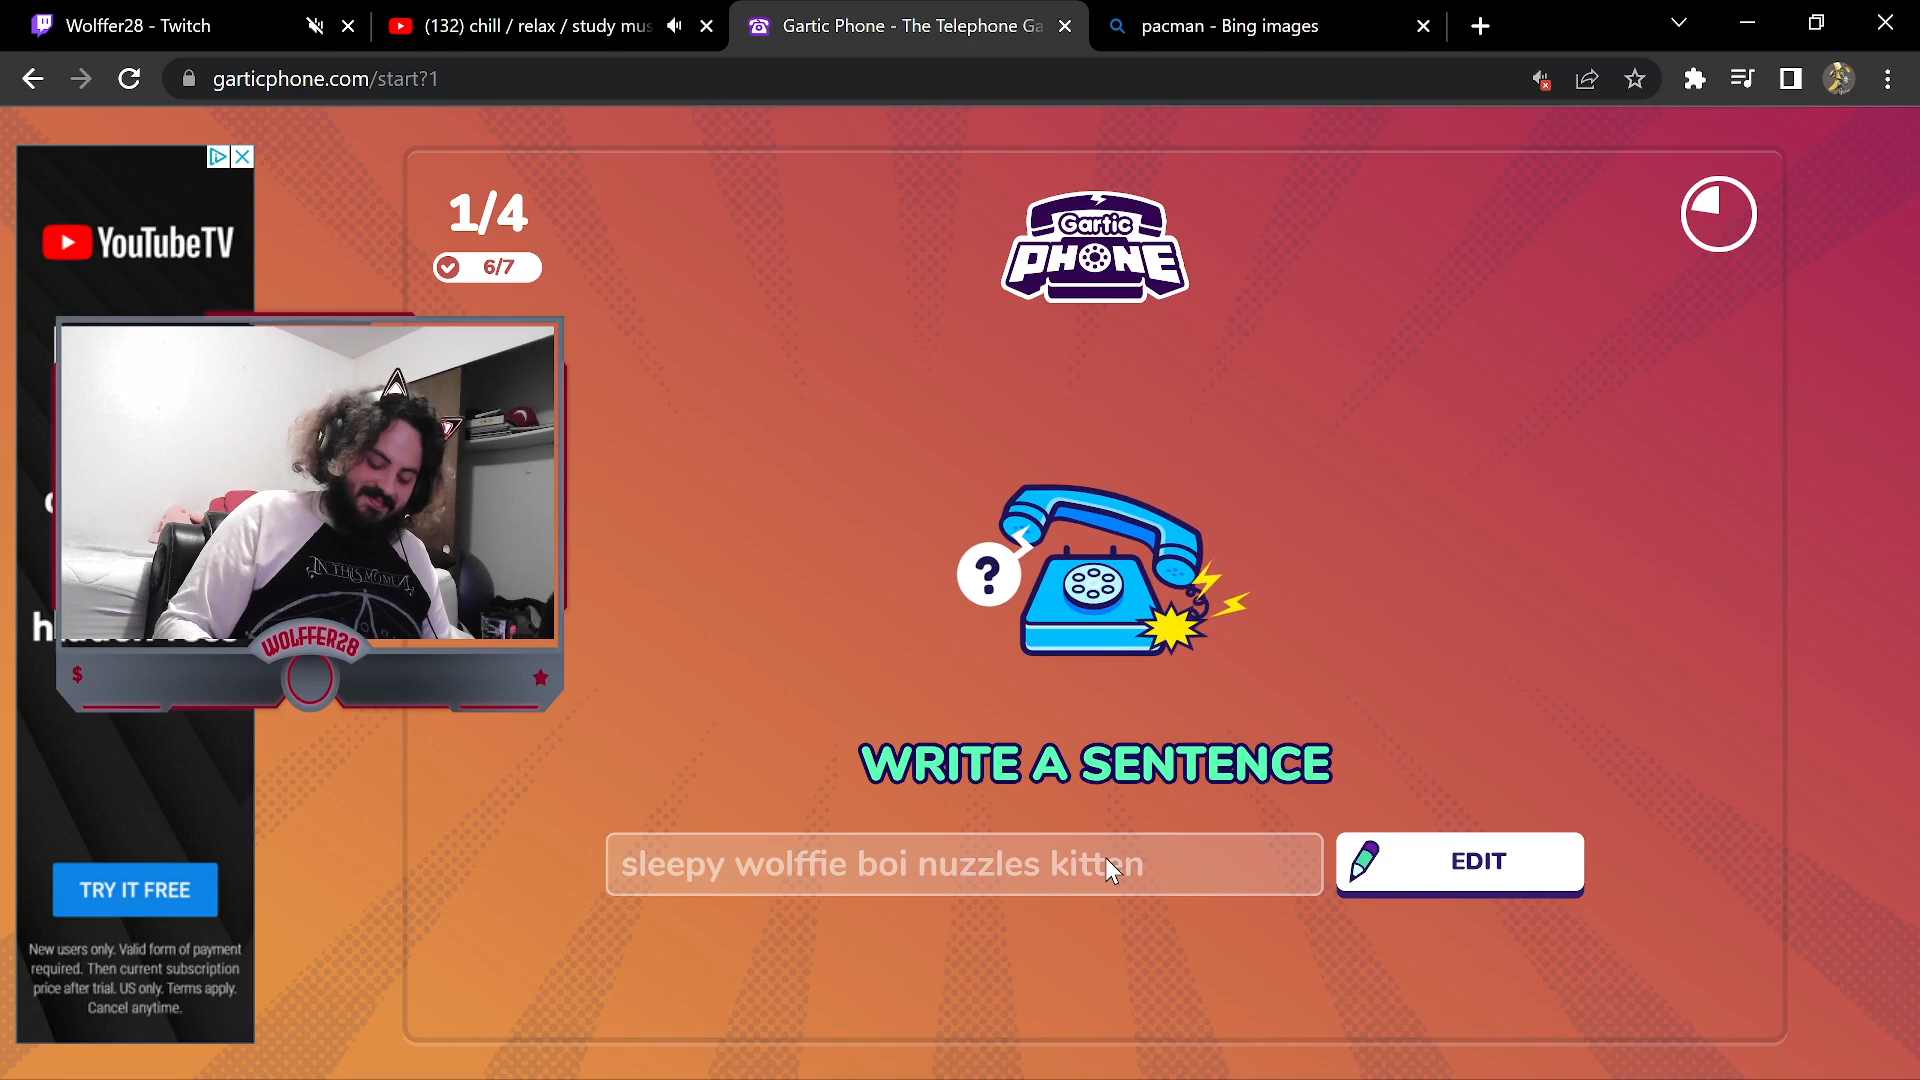 Wolffer28 - Twitch
(132) chill / relax / study mus
Gartic Phone - The Telephone Ga
pacman - Bing images
garticphone.com/start?1
YouTubeTV
1/4
6/7
Gartic
PHONE
?
IN THIS MOMENT
WOLFFER28
$
WRITE A SENTENCE
sleepy wolffie boi nuzzles kitten
EDIT
TRY IT FREE
New users only. Valid form of payment
required. Then current subscription
price after trial. US only. Terms apply.
Cancel anytime.